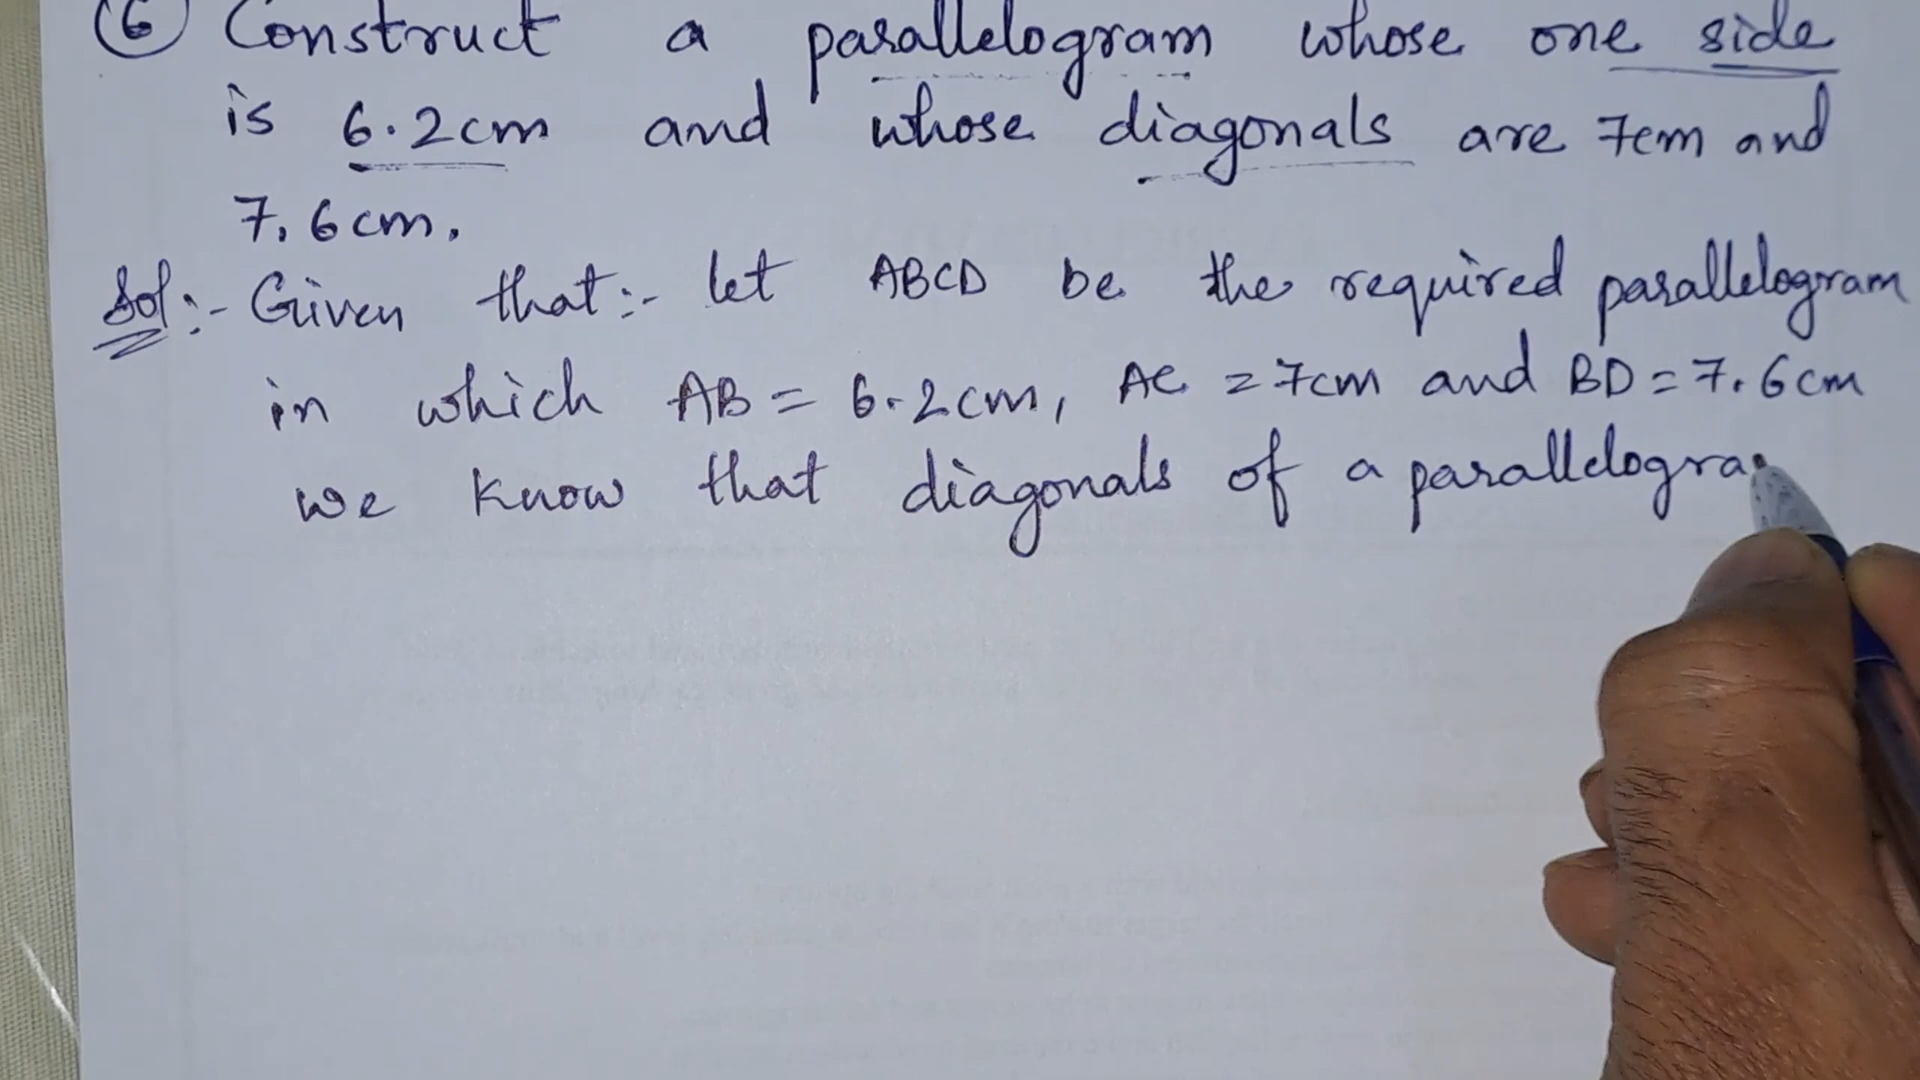 ⑥ Construct a parallelogram whose one side
is 6.2cm and whose diagonals are 7cm and
7.6cm.
Sol:- Given that:- let ABCD be the required parallelogram
in which AB = 6.2cm, AC = 7cm and BD = 7.6cm
we know that diagonals of a parallelogra